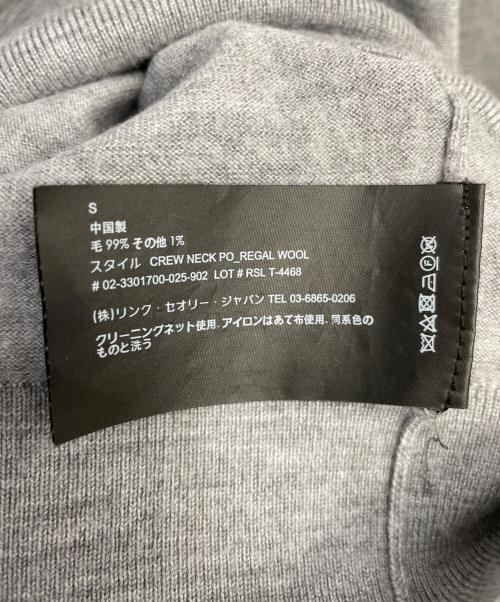 S
中国製
毛 99% その他 1%
スタイル CREW NECK PO_REGAL WOOL
# 02-3301700-025-902 LOT # RSL T-4468
(株)リンク・セオリー・ジャパン TEL 03-6865-0206
クリーニングネット使用．アイロンはあて布使用．同系色の
ものと洗う